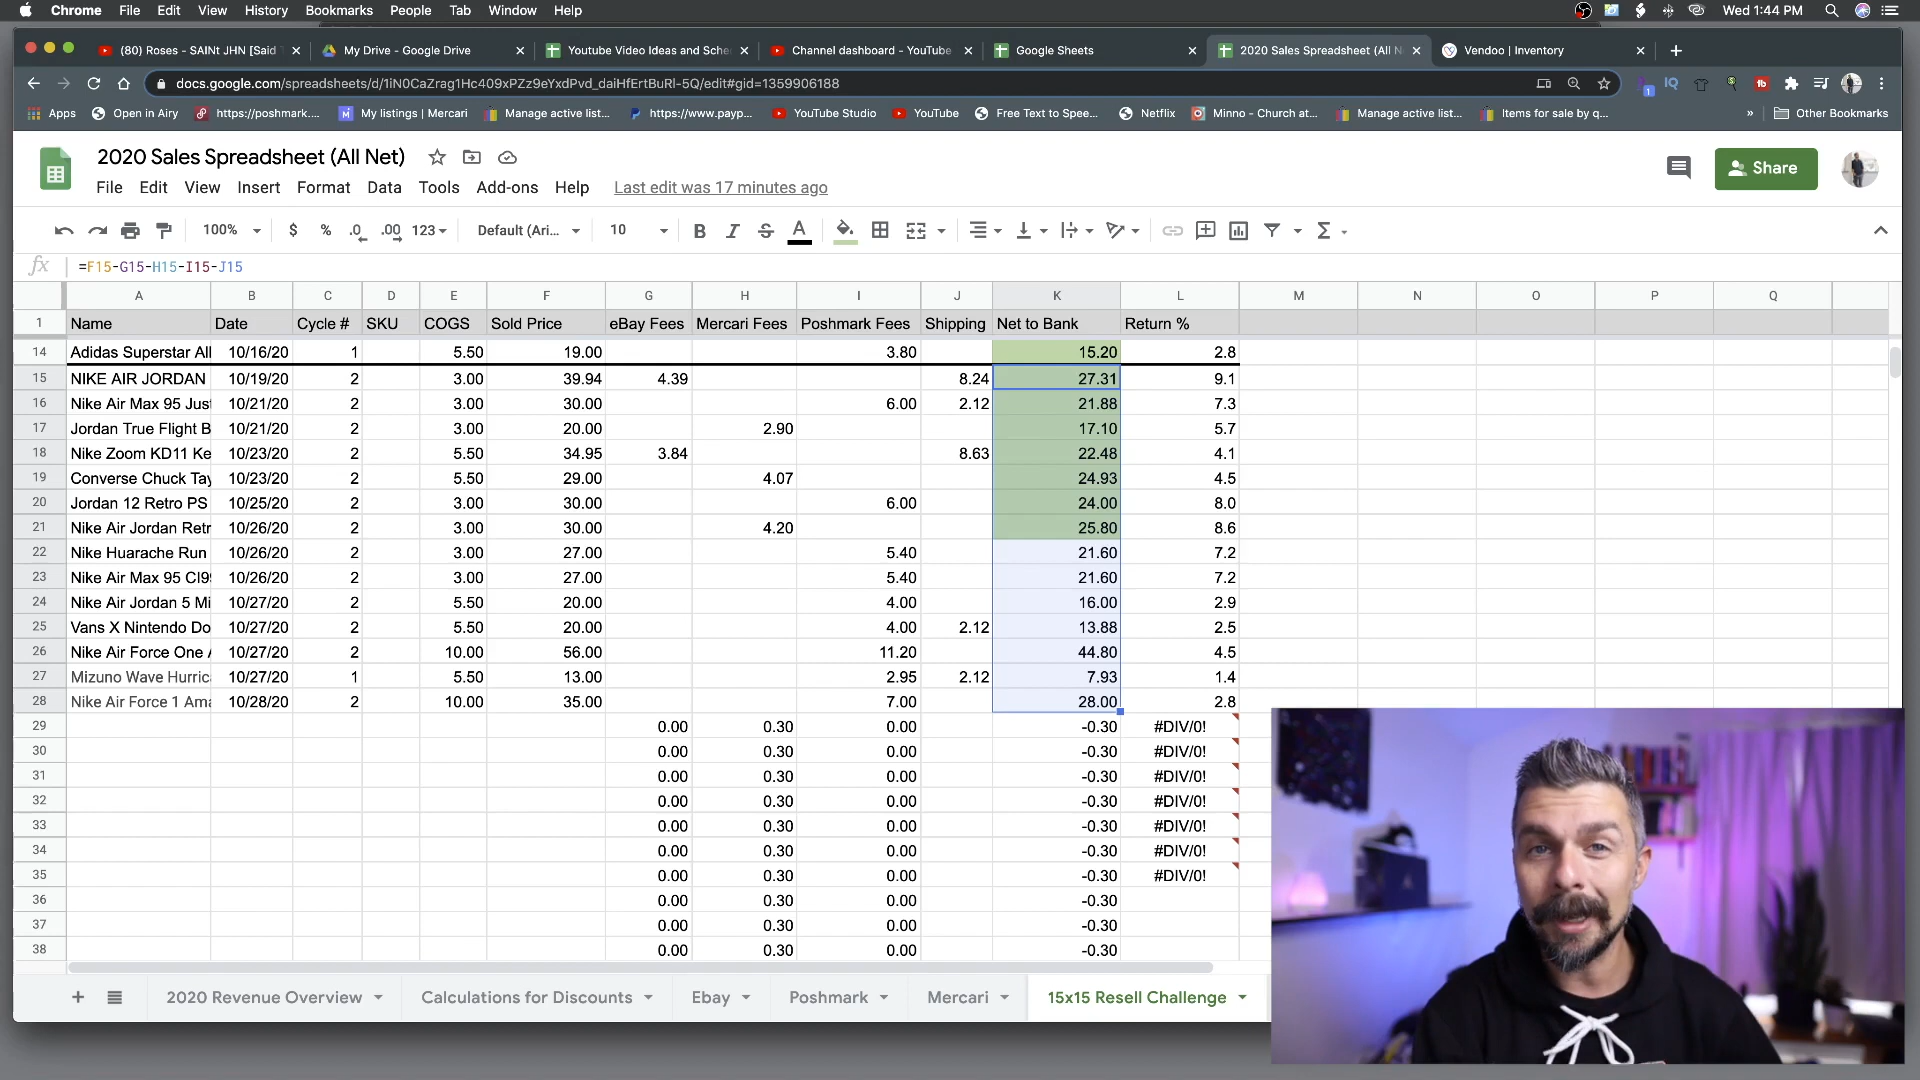 Chrome File Edit View History Bookmarks People Tab Window Help Wed 1:44 PM
(80) Roses - SAINt JHN [Said T My Drive - Google Drive Youtube Video Ideas and Sche Channel dashboard - YouTube Google Sheets 2020 Sales Spreadsheet (All N Vendoo | Inventory
docs.google.com/spreadsheets/d/1iN0CaZrag1Hc409xPZz9eYxdPvd_daiHfErtBuRl-5Q/edit#gid=1359906188
Apps Open in Airy https://poshmark.... My listings | Mercari Manage active list... https://www.payp... YouTube Studio YouTube Free Text to Spee... Netflix Minno - Church at... Manage active list... Items for sale by q... » Other Bookmarks
2020 Sales Spreadsheet (All Net)
Share
File Edit View Insert Format Data Tools Add-ons Help Last edit was 17 minutes ago
100% $ % .0 .00 123 Default (Ari... 10 B I S A Σ
fx =F15-G15-H15-I15-J15
A B C D E F G H I J K L M N O P Q
1 Name Date Cycle # SKU COGS Sold Price eBay Fees Mercari Fees Poshmark Fees Shipping Net to Bank Return %
14 Adidas Superstar All 10/16/20 1 5.50 19.00 3.80 15.20 2.8
15 NIKE AIR JORDAN 10/19/20 2 3.00 39.94 4.39 8.24 27.31 9.1
16 Nike Air Max 95 Just 10/21/20 2 3.00 30.00 6.00 2.12 21.88 7.3
17 Jordan True Flight B 10/21/20 2 3.00 20.00 2.90 17.10 5.7
18 Nike Zoom KD11 Ke 10/23/20 2 5.50 34.95 3.84 8.63 22.48 4.1
19 Converse Chuck Tay 10/23/20 2 5.50 29.00 4.07 24.93 4.5
20 Jordan 12 Retro PS 10/25/20 2 3.00 30.00 6.00 24.00 8.0
21 Nike Air Jordan Retr 10/26/20 2 3.00 30.00 4.20 25.80 8.6
22 Nike Huarache Run 10/26/20 2 3.00 27.00 5.40 21.60 7.2
23 Nike Air Max 95 CI99 10/26/20 2 3.00 27.00 5.40 21.60 7.2
24 Nike Air Jordan 5 Mi 10/27/20 2 5.50 20.00 4.00 16.00 2.9
25 Vans X Nintendo Do 10/27/20 2 5.50 20.00 4.00 2.12 13.88 2.5
26 Nike Air Force One A 10/27/20 2 10.00 56.00 11.20 44.80 4.5
27 Mizuno Wave Hurric 10/27/20 1 5.50 13.00 2.95 2.12 7.93 1.4
28 Nike Air Force 1 Ama 10/28/20 2 10.00 35.00 7.00 28.00 2.8
29 0.00 0.30 0.00 -0.30 #DIV/0!
30 0.00 0.30 0.00 -0.30 #DIV/0!
31 0.00 0.30 0.00 -0.30 #DIV/0!
32 0.00 0.30 0.00 -0.30 #DIV/0!
33 0.00 0.30 0.00 -0.30 #DIV/0!
34 0.00 0.30 0.00 -0.30 #DIV/0!
35 0.00 0.30 0.00 -0.30 #DIV/0!
36 0.00 0.30 0.00 -0.30
37 0.00 0.30 0.00 -0.30
38 0.00 0.30 0.00 -0.30
+ 2020 Revenue Overview Calculations for Discounts Ebay Poshmark Mercari 15x15 Resell Challenge